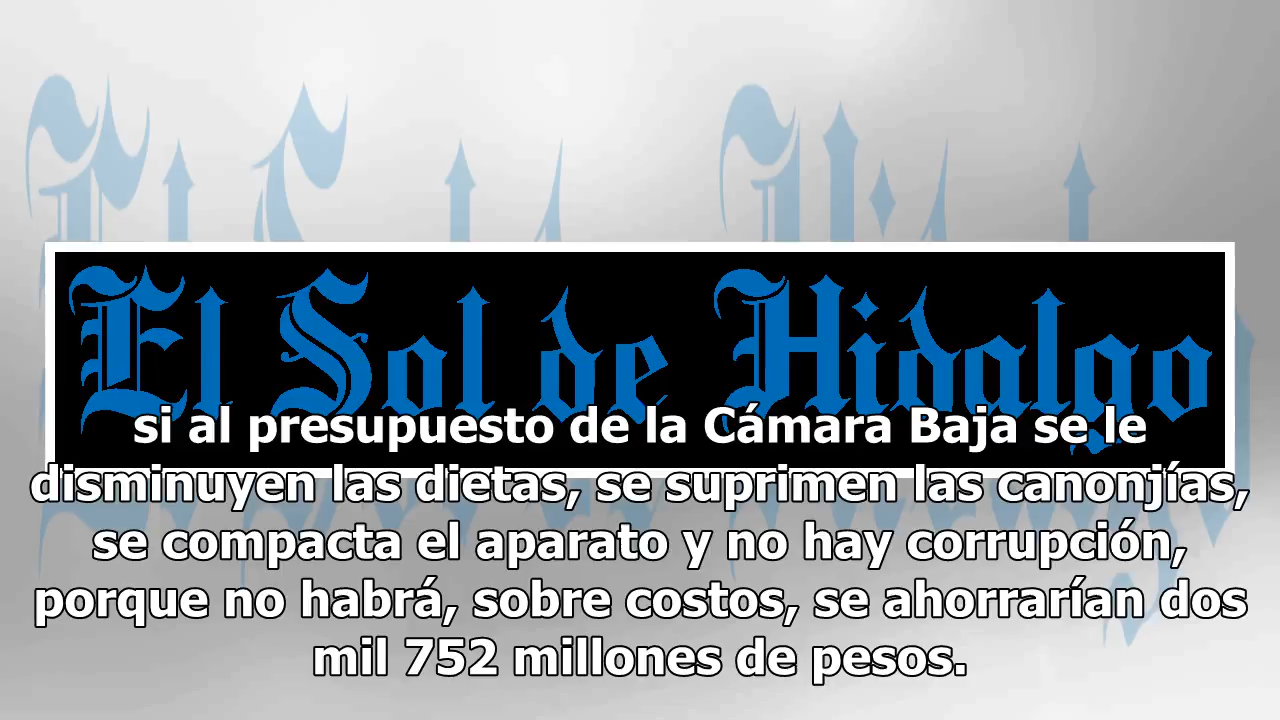 El Sol de Hidalgo
si al presupuesto de la Cámara Baja se le
disminuyen las dietas, se suprimen las canonjías,
se compacta el aparato y no hay corrupción,
porque no habrá, sobre costos, se ahorrarían dos
mil 752 millones de pesos.